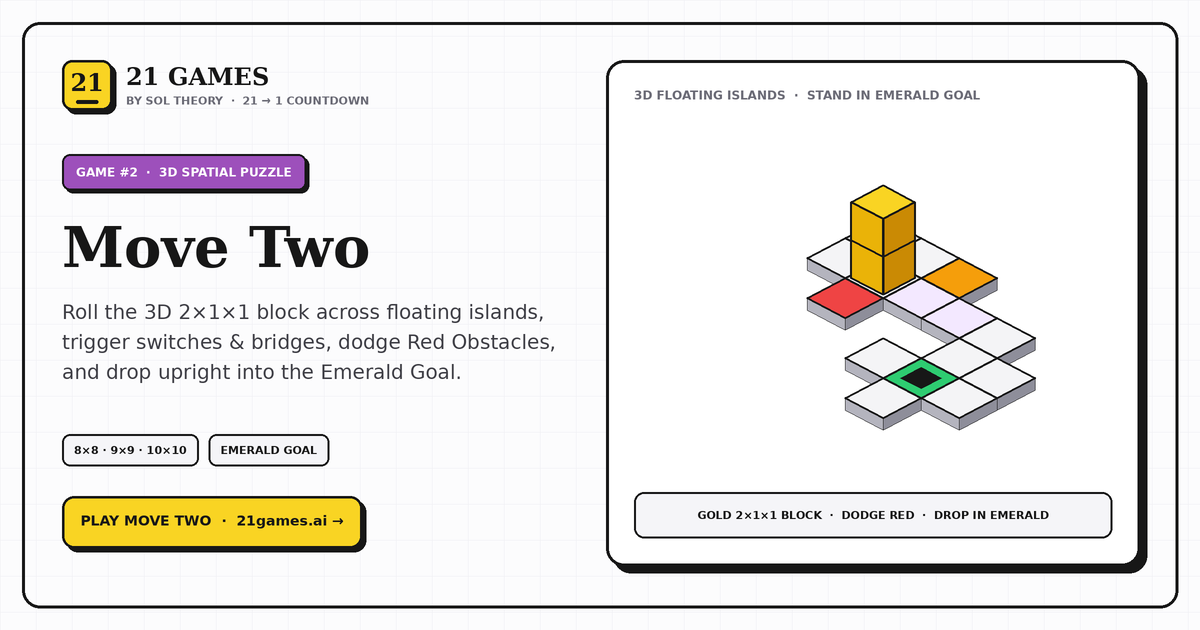 21
21 GAMES
BY SOL THEORY · 21 → 1 COUNTDOWN
GAME #2 · 3D SPATIAL PUZZLE
Move Two
Roll the 3D 2×1×1 block across floating islands,
trigger switches & bridges, dodge Red Obstacles,
and drop upright into the Emerald Goal.
8×8 · 9×9 · 10×10
EMERALD GOAL
PLAY MOVE TWO · 21games.ai →
3D FLOATING ISLANDS · STAND IN EMERALD GOAL
GOLD 2×1×1 BLOCK · DODGE RED · DROP IN EMERALD